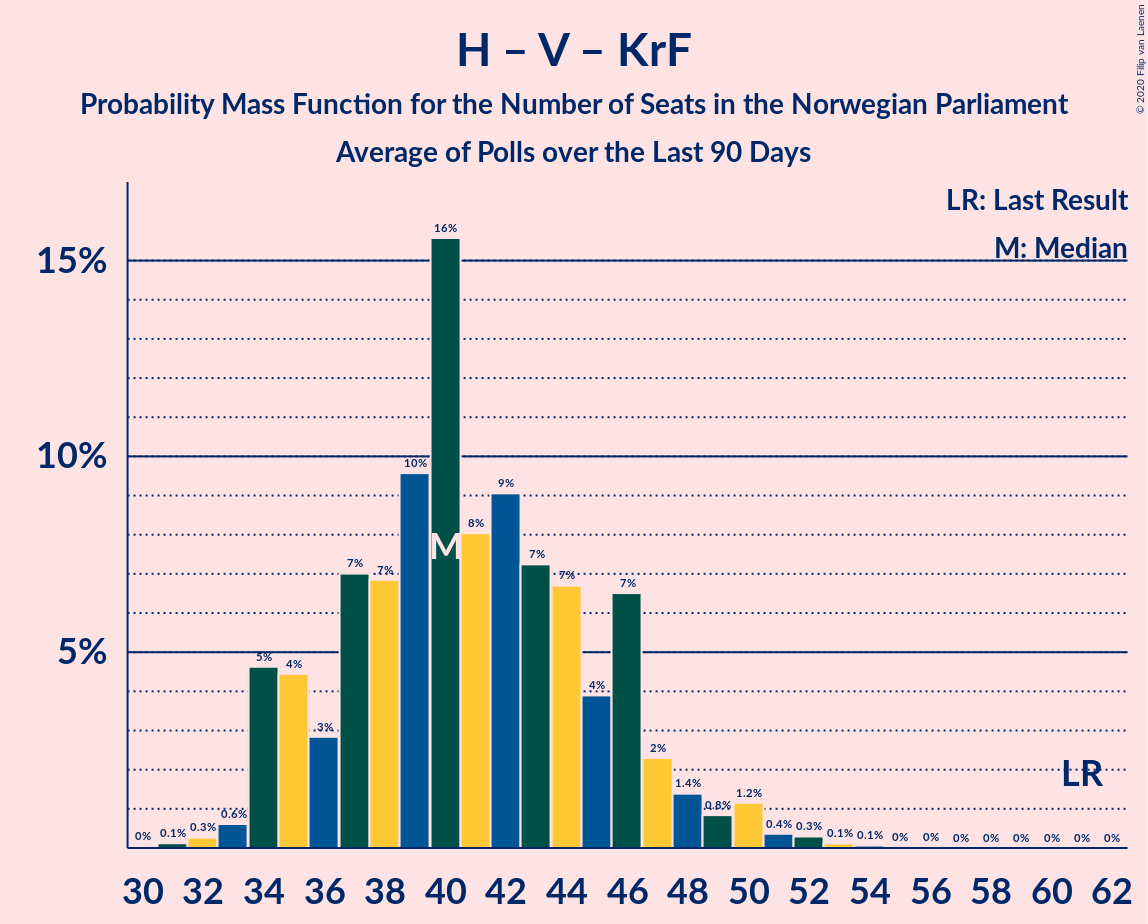 H – V – KrF
Probability Mass Function for the Number of Seats in the Norwegian Parliament
Average of Polls over the Last 90 Days
© 2020 Filip van Laenen
LR: Last Result
M: Median
15%
10%
5%
0% 0.1% 0.3% 0.6% 5% 4% 3% 7% 7% 10% 16% 8% 9% 7% 7% 4% 7% 2% 1.4% 0.8% 1.2% 0.4% 0.3% 0.1% 0.1% 0% 0% 0% 0% 0% 0% 0% 0%
M
LR
30 32 34 36 38 40 42 44 46 48 50 52 54 56 58 60 62